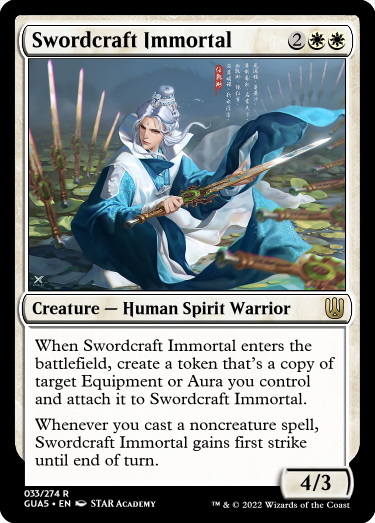 Swordcraft Immortal 2
Creature — Human Spirit Warrior
When Swordcraft Immortal enters the
battlefield, create a token that's a copy of
target Equipment or Aura you control
and attach it to Swordcraft Immortal.
Whenever you cast a noncreature spell,
Swordcraft Immortal gains first strike
until end of turn.
4/3
033/274 R
GUA5 • EN STAR Academy
™ & © 2022 Wizards of the Coast